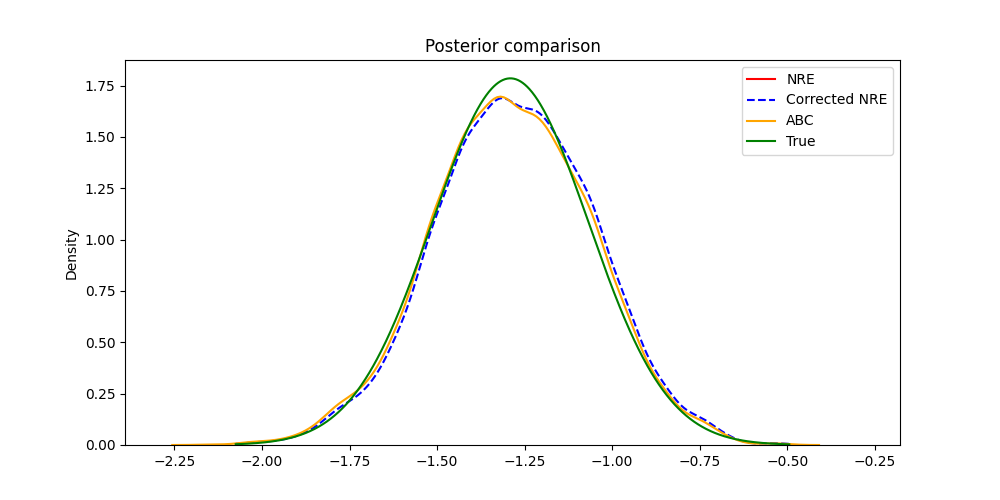 Posterior comparison
NRE
Corrected NRE
ABC
True
Density
1.75
1.50
1.25
1.00
0.75
0.50
0.25
0.00
−2.25 −2.00 −1.75 −1.50 −1.25 −1.00 −0.75 −0.50 −0.25